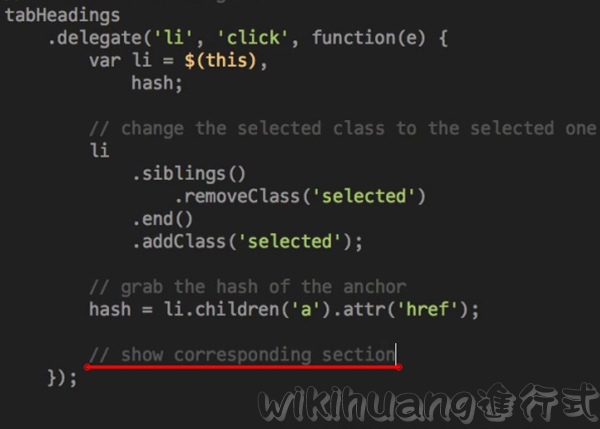 tabHeadings
.delegate('li', 'click', function(e) {
var li = $(this),
hash;
// change the selected class to the selected one
li
.siblings()
.removeClass('selected')
.end()
.addClass('selected');
// grab the hash of the anchor
hash = li.children('a').attr('href');
// show corresponding section
});
wikihuang進行式